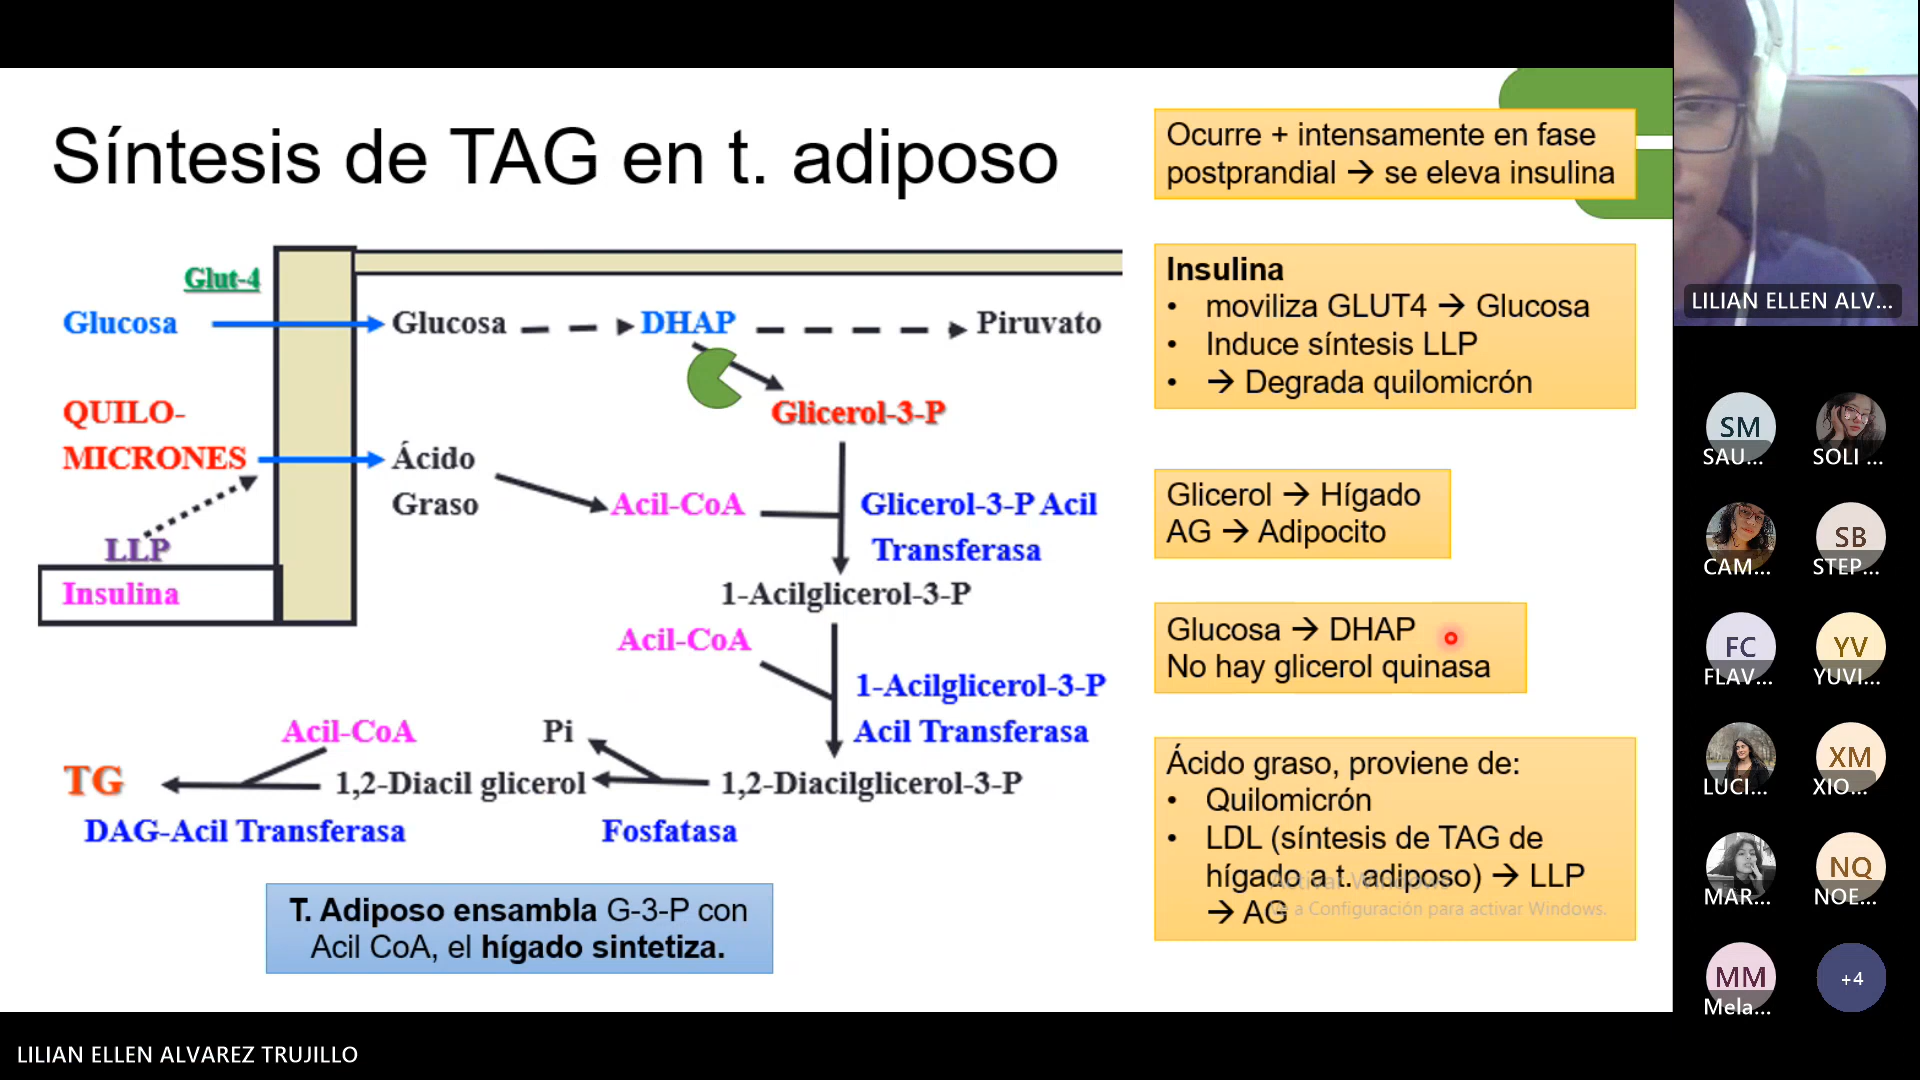 Síntesis de TAG en t. adiposo
Glut-4
Glucosa
Glucosa
DHAP
Piruvato
QUILO-
MICRONES
Glicerol-3-P
Ácido
Graso
Acil-CoA
Glicerol-3-P Acil
Transferasa
LLP
Insulina
1-Acilglicerol-3-P
Acil-CoA
1-Acilglicerol-3-P
Acil Transferasa
Acil-CoA
Pi
TG
1,2-Diacil glicerol
1,2-Diacilglicerol-3-P
DAG-Acil Transferasa
Fosfatasa
T. Adiposo ensambla G-3-P con
Acil CoA, el hígado sintetiza.
Ocurre + intensamente en fase
postprandial → se eleva insulina
Insulina
• moviliza GLUT4 → Glucosa
• Induce síntesis LLP
• → Degrada quilomicrón
Glicerol → Hígado
AG → Adipocito
Glucosa → DHAP
No hay glicerol quinasa
Ácido graso, proviene de:
• Quilomicrón
• LDL (síntesis de TAG de
hígado a t. adiposo) → LLP
→ AG
Activar Windows
Ve a Configuración para activar Windows.
LILIAN ELLEN ALV...
SM
SAU...
SOLI ...
CAM...
SB
STEP...
FC
FLAV...
YV
YUVI...
LUCI...
XM
XIO...
MAR...
NQ
NOE...
MM
Mela...
+4
LILIAN ELLEN ALVAREZ TRUJILLO